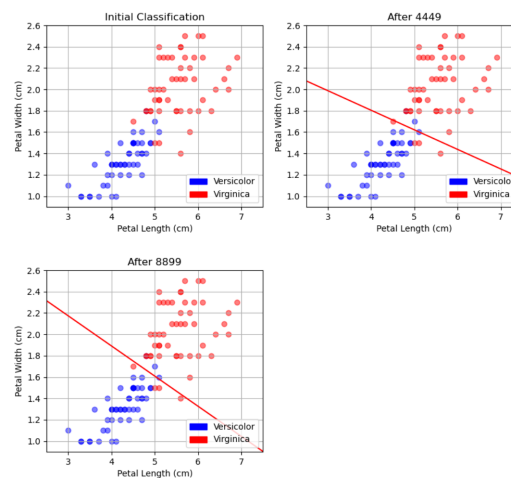 Initial Classification
2.6
2.4
2.2
2.0
1.8
1.6
1.4
1.2
1.0
Petal Width (cm)
Versicolor
Virginica
3 4 5 6 7
Petal Length (cm)
After 4449
2.6
2.4
2.2
2.0
1.8
1.6
1.4
1.2
1.0
Petal Width (cm)
Versicolor
Virginica
3 4 5 6 7
Petal Length (cm)
After 8899
2.6
2.4
2.2
2.0
1.8
1.6
1.4
1.2
1.0
Petal Width (cm)
Versicolor
Virginica
3 4 5 6 7
Petal Length (cm)